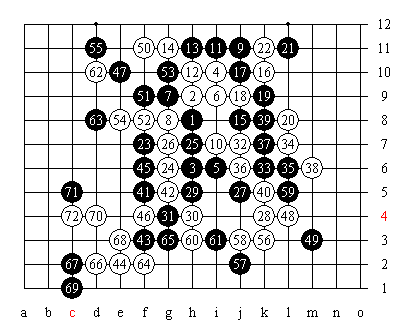 12
55 50 14 13 11 9 22 21 11
62 47 53 12 4 17 16 10
51 7 2 6 18 19 9
63 54 52 8 1 15 39 20 8
23 26 25 10 32 37 34 7
45 24 3 5 36 33 35 38 6
71 41 42 29 27 40 59 5
72 70 46 31 30 28 48 4
68 43 65 60 61 58 56 49 3
67 66 44 64 57 2
69 1
a b c d e f g h i j k l m n o